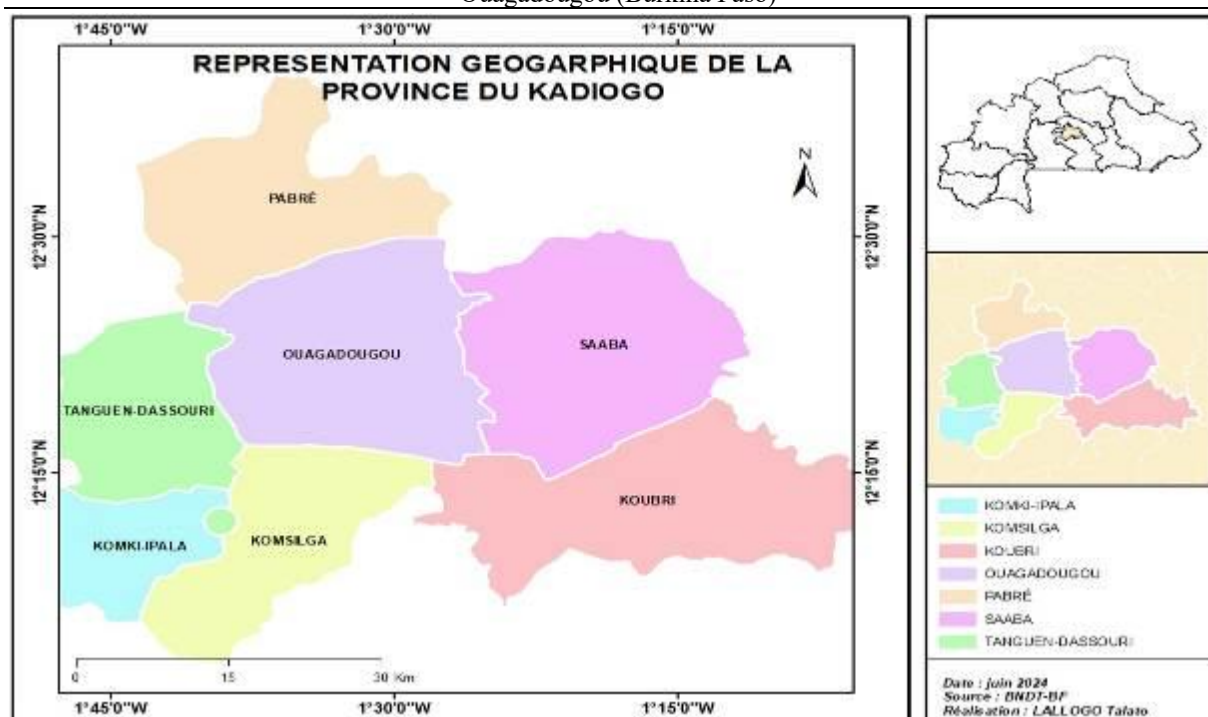 Ouagadougou (Burkina Faso)
1°45'0"W 1°30'0"W 1°15'0"W
REPRESENTATION GEOGARPHIQUE DE LA
PROVINCE DU KADIOGO
N
PABRÉ
12°30'0"N 12°30'0"N
OUAGADOUGOU
SAABA
TANGUEN-DASSOURI
12°15'0"N 12°15'0"N
KOUBRI
KOMKI-IPALA
KOMSILGA
0 15 30 Km
1°45'0"W 1°30'0"W 1°15'0"W
KOMKI-IPALA
KOMSILGA
KOUBRI
OUAGADOUGOU
PABRÉ
SAABA
TANGUEN-DASSOURI
Date : juin 2024
Source : BNDT-BF
Réalisation : LALLOGO Talato